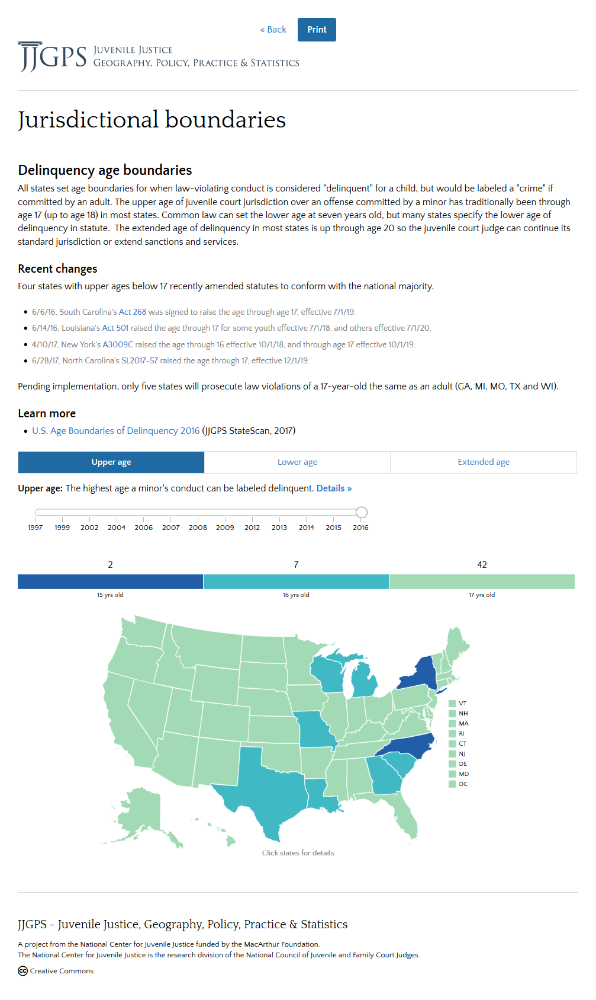 « Back
Print
JJGPS
JUVENILE JUSTICE
GEOGRAPHY, POLICY, PRACTICE & STATISTICS
Jurisdictional boundaries
Delinquency age boundaries
All states set age boundaries for when law-violating conduct is considered "delinquent" for a child, but would be labeled a "crime" if
committed by an adult. The upper age of juvenile court jurisdiction over an offense committed by a minor has traditionally been through
age 17 (up to age 18) in most states. Common law can set the lower age at seven years old, but many states specify the lower age of
delinquency in statute.  The extended age of delinquency in most states is up through age 20 so the juvenile court judge can continue its
standard jurisdiction or extend sanctions and services.
Recent changes
Four states with upper ages below 17 recently amended statutes to conform with the national majority.
• 6/6/16, South Carolina's Act 268 was signed to raise the age through age 17, effective 7/1/19.
• 6/14/16, Louisiana's Act 501 raised the age through 17 for some youth effective 7/1/18, and others effective 7/1/20.
• 4/10/17, New York's A3009C raised the age through 16 effective 10/1/18, and through age 17 effective 10/1/19.
• 6/28/17, North Carolina's SL2017-57 raised the age through 17, effective 12/1/19.
Pending implementation, only five states will prosecute law violations of a 17-year-old the same as an adult (GA, MI, MO, TX and WI).
Learn more
• U.S. Age Boundaries of Delinquency 2016 (JJGPS StateScan, 2017)
Upper age Lower age Extended age
Upper age: The highest age a minor's conduct can be labeled delinquent. Details »
1997 1999 2002 2004 2006 2007 2008 2009 2012 2013 2014 2015 2016
2 7 42
15 yrs old 16 yrs old 17 yrs old
VT
NH
MA
RI
CT
NJ
DE
MD
DC
Click states for details
JJGPS - Juvenile Justice, Geography, Policy, Practice & Statistics
A project from the National Center for Juvenile Justice funded by the MacArthur Foundation.
The National Center for Juvenile Justice is the research division of the National Council of Juvenile and Family Court Judges.
cc Creative Commons